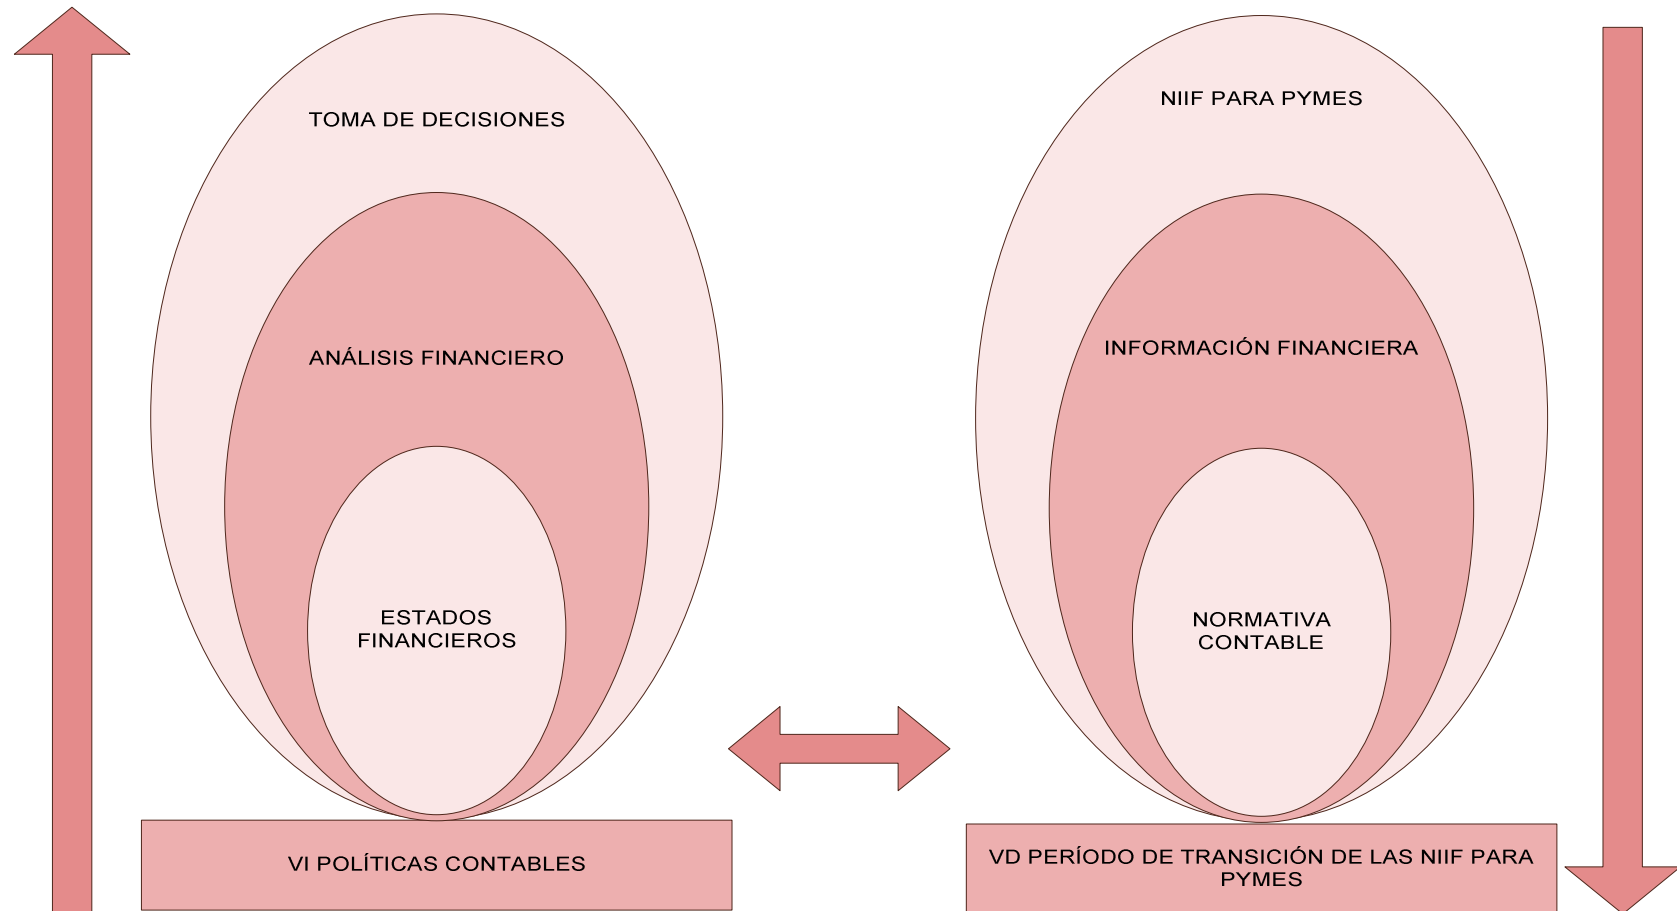 TOMA DE DECISIONES
ANÁLISIS FINANCIERO
ESTADOS
FINANCIEROS
VI POLÍTICAS CONTABLES
NIIF PARA PYMES
INFORMACIÓN FINANCIERA
NORMATIVA
CONTABLE
VD PERÍODO DE TRANSICIÓN DE LAS NIIF PARA
PYMES